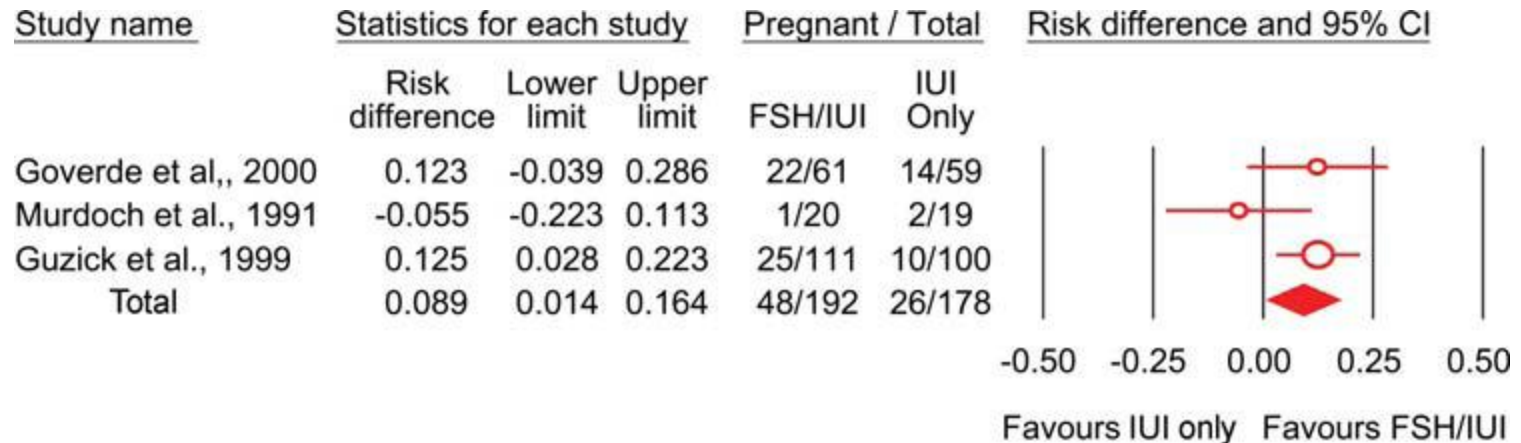 Study name Statistics for each study Pregnant / Total Risk difference and 95% CI
Risk difference Lower limit Upper limit FSH/IUI IUI Only
Goverde et al,, 2000 0.123 -0.039 0.286 22/61 14/59
Murdoch et al., 1991 -0.055 -0.223 0.113 1/20 2/19
Guzick et al., 1999 0.125 0.028 0.223 25/111 10/100
Total 0.089 0.014 0.164 48/192 26/178
-0.50 -0.25 0.00 0.25 0.50
Favours IUI only Favours FSH/IUI